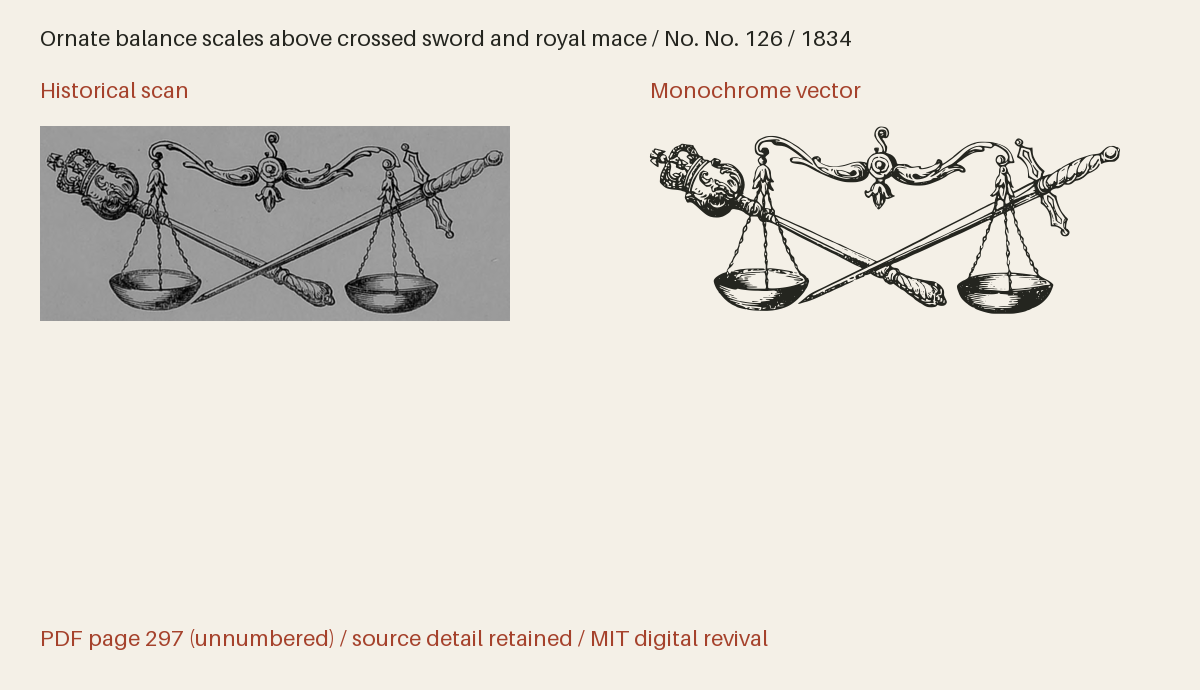 Ornate balance scales above crossed sword and royal mace / No. No. 126 / 1834
Historical scan
Monochrome vector
PDF page 297 (unnumbered) / source detail retained / MIT digital revival